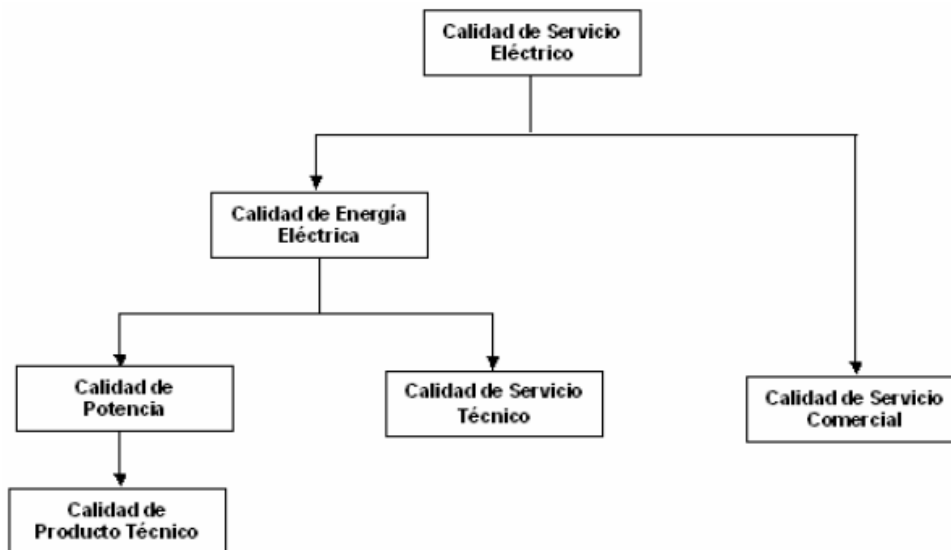 Calidad de Servicio
Eléctrico
Calidad de Energía
Eléctrica
Calidad de
Potencia
Calidad de Servicio
Técnico
Calidad de Servicio
Comercial
Calidad de
Producto Técnico